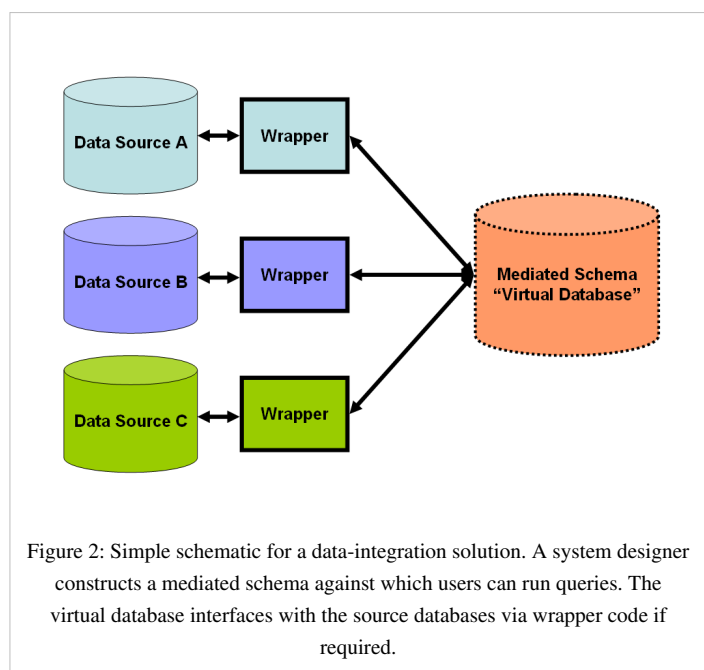 Data Source A
Wrapper
Data Source B
Wrapper
Mediated Schema
“Virtual Database”
Data Source C
Wrapper
Figure 2: Simple schematic for a data-integration solution. A system designer
constructs a mediated schema against which users can run queries. The
virtual database interfaces with the source databases via wrapper code if
required.